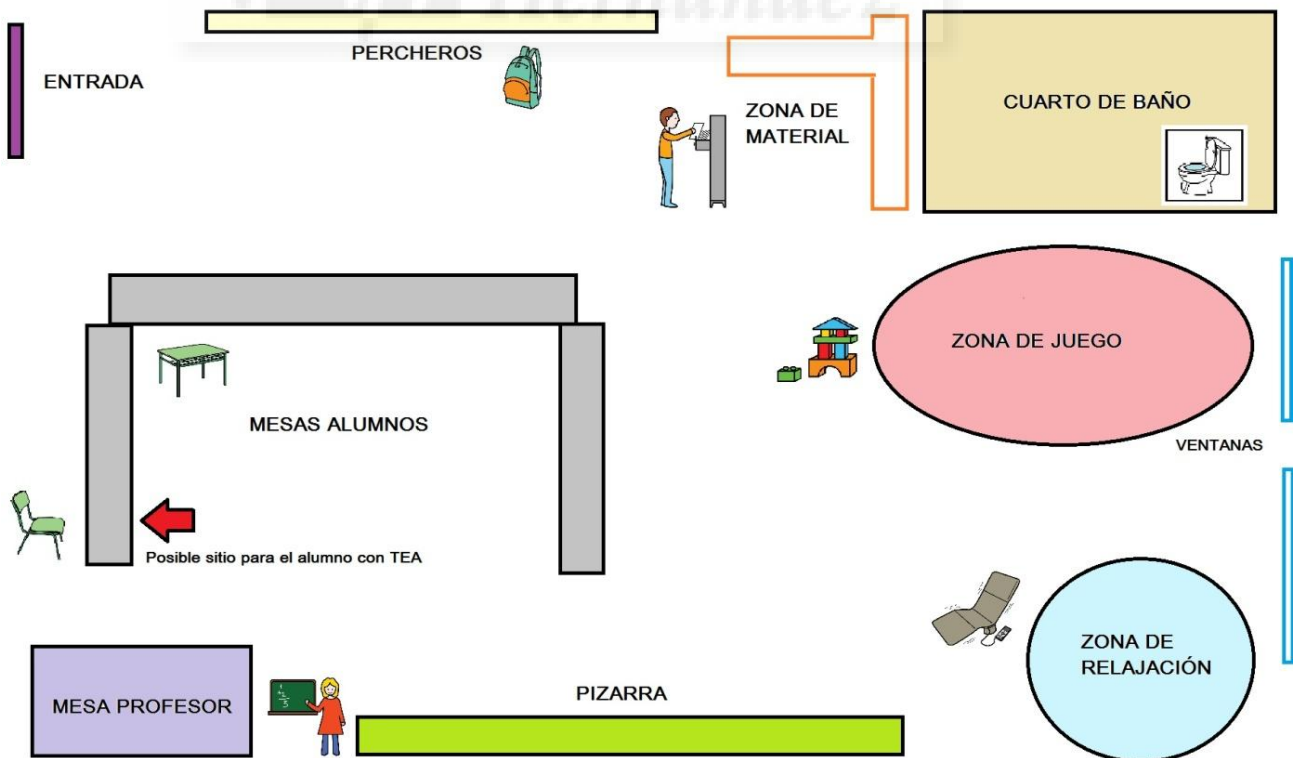 Hernández
PERCHEROS
ENTRADA
CUARTO DE BAÑO
ZONA DE
MATERIAL
ZONA DE JUEGO
VENTANAS
MESAS ALUMNOS
Posible sitio para el alumno con TEA
ZONA DE
RELAJACIÓN
PIZARRA
MESA PROFESOR